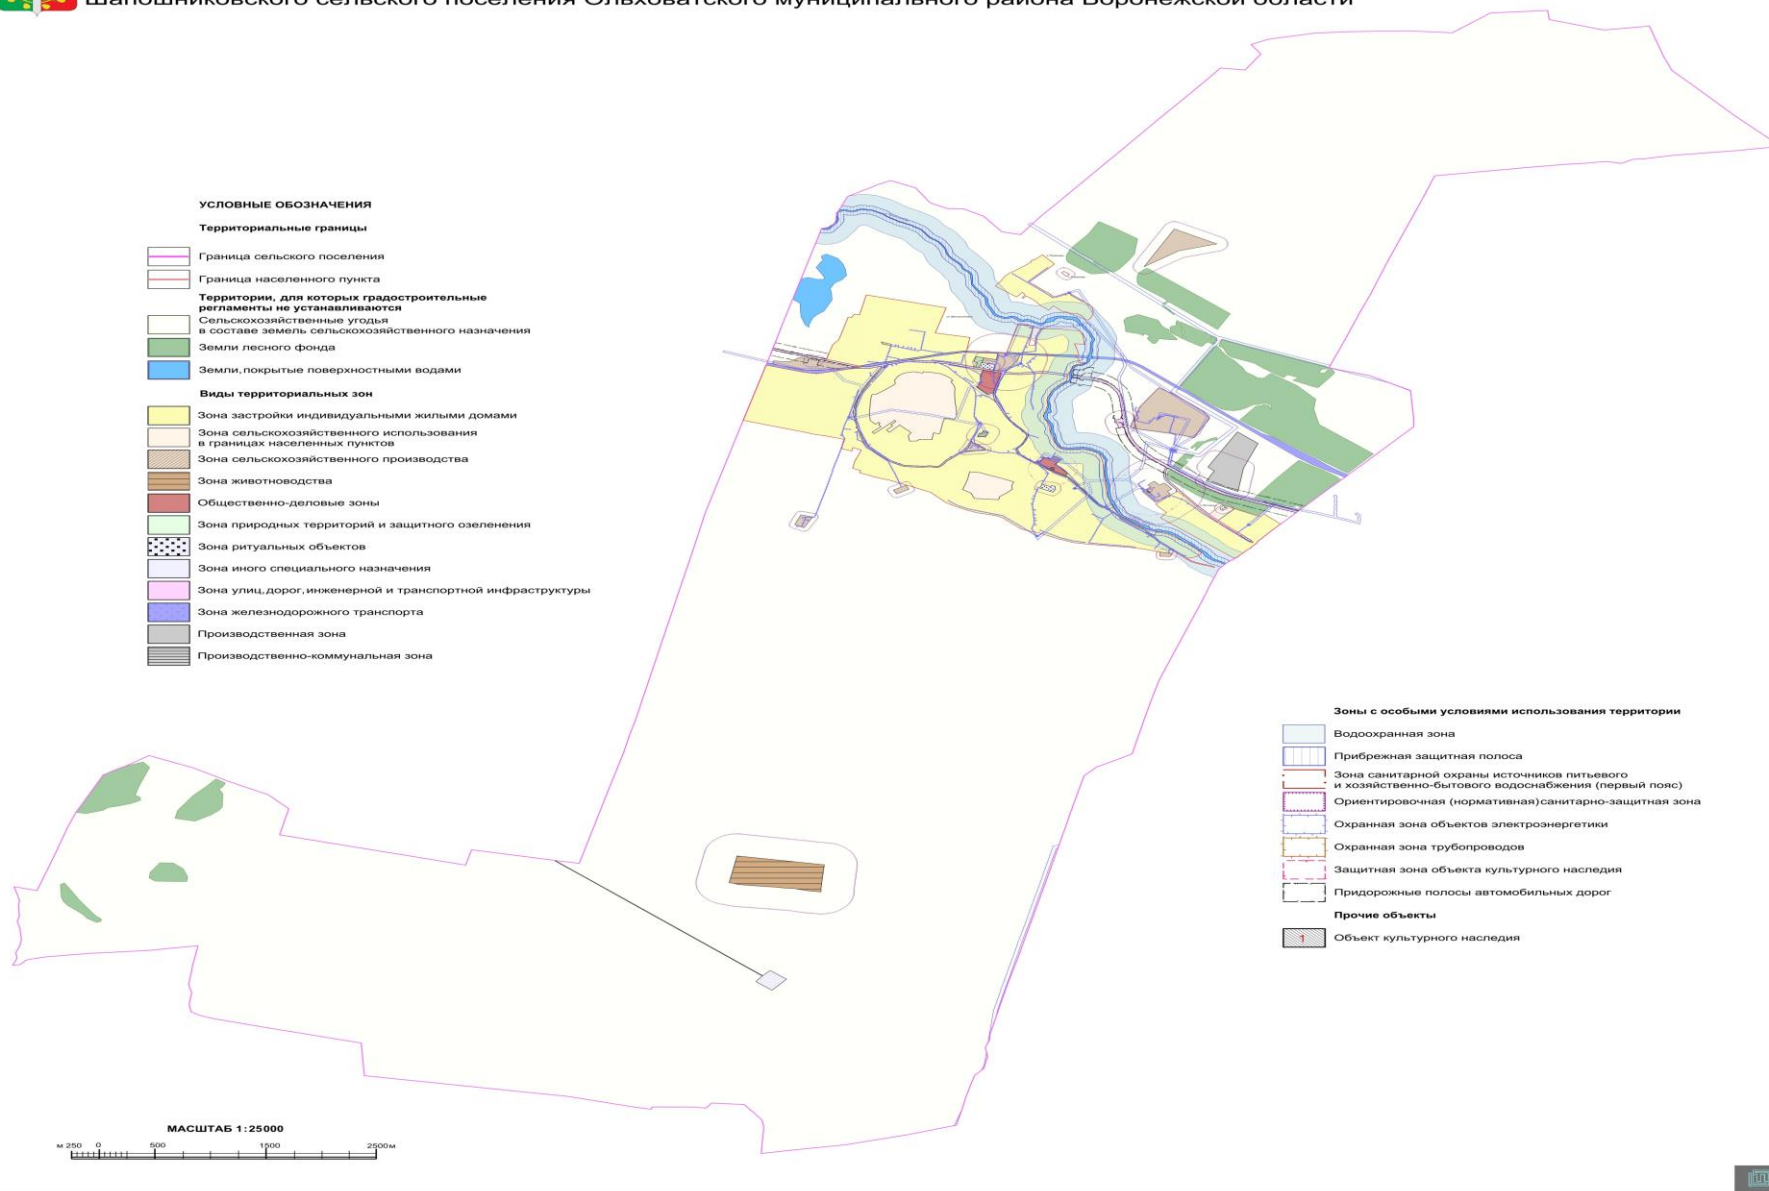 Шапошниковского сельского поселения Ольховатского муниципального района Воронежской области
УСЛОВНЫЕ ОБОЗНАЧЕНИЯ
Территориальные границы
Граница сельского поселения
Граница населенного пункта
Территории, для которых градостроительные
регламенты не устанавливаются
Сельскохозяйственные угодья
в составе земель сельскохозяйственного назначения
Земли лесного фонда
Земли, покрытые поверхностными водами
Виды территориальных зон
Зона застройки индивидуальными жилыми домами
Зона сельскохозяйственного использования
в границах населенных пунктов
Зона сельскохозяйственного производства
Зона животноводства
Общественно-деловые зоны
Зона природных территорий и защитного озеленения
Зона ритуальных объектов
Зона иного специального назначения
Зона улиц, дорог, инженерной и транспортной инфраструктуры
Зона железнодорожного транспорта
Производственная зона
Производственно-коммунальная зона
Зоны с особыми условиями использования территории
Водоохранная зона
Прибрежная защитная полоса
Зона санитарной охраны источников питьевого
и хозяйственно-бытового водоснабжения (первый пояс)
Ориентировочная (нормативная) санитарно-защитная зона
Охранная зона объектов электроэнергетики
Охранная зона трубопроводов
Защитная зона объекта культурного наследия
Придорожные полосы автомобильных дорог
Прочие объекты
1 Объект культурного наследия
МАСШТАБ 1:25000
м 250 0 500 1500 2500м